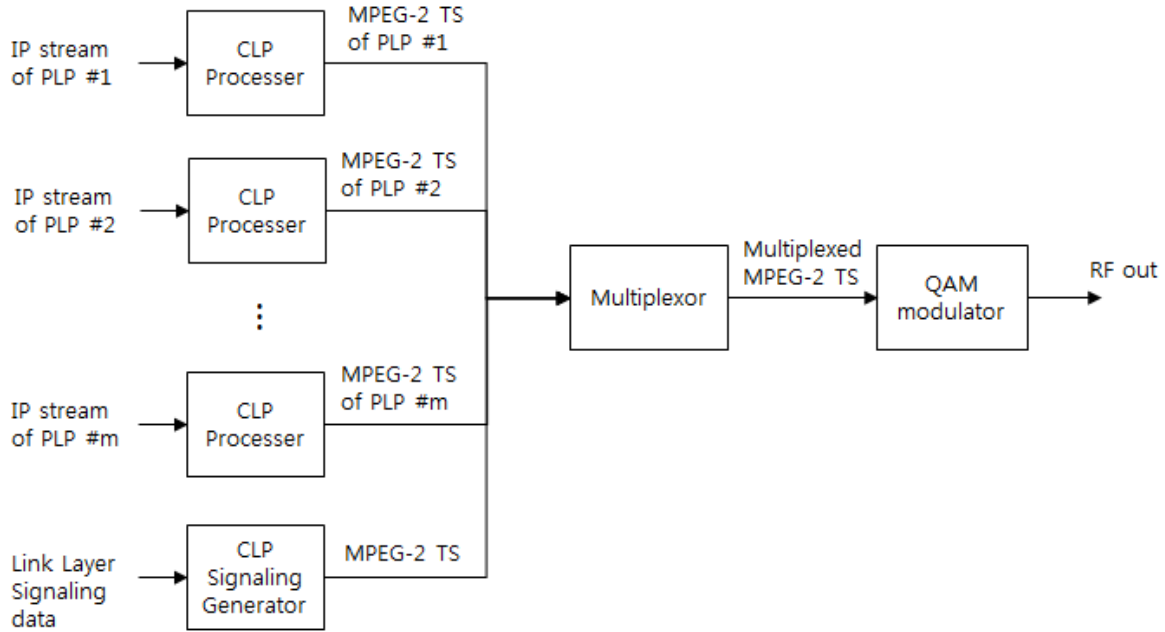 IP stream
of PLP #1
CLP
Processer
MPEG-2 TS
of PLP #1
IP stream
of PLP #2
CLP
Processer
MPEG-2 TS
of PLP #2
IP stream
of PLP #m
CLP
Processer
MPEG-2 TS
of PLP #m
Link Layer
Signaling
data
CLP
Signaling
Generator
MPEG-2 TS
Multiplexor
Multiplexed
MPEG-2 TS
QAM
modulator
RF out